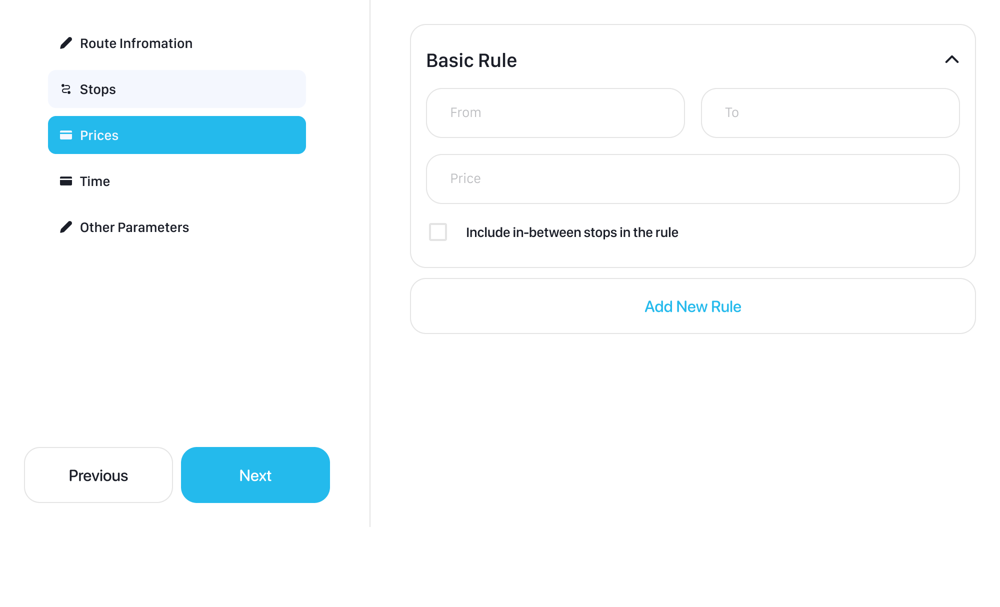 Route Infromation
Stops
Prices
Time
Other Parameters
Previous
Next
Basic Rule
From
To
Price
Include in-between stops in the rule
Add New Rule